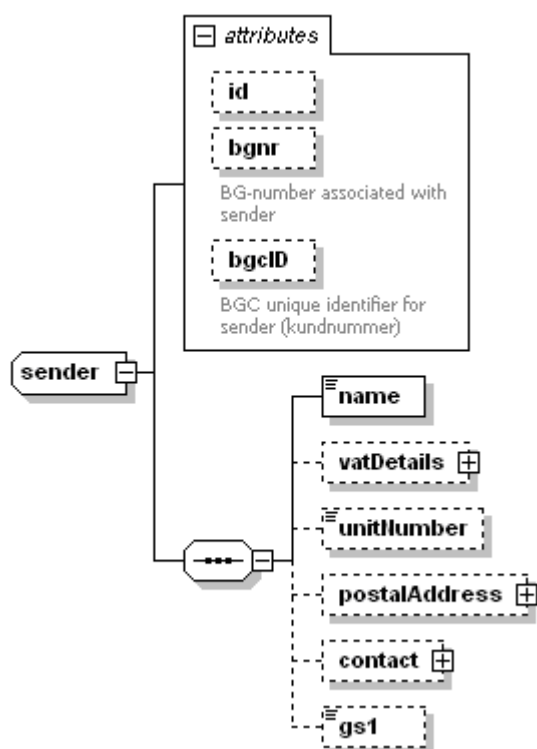 attributes
id
bgnr
BG-number associated with
sender
bgcID
BGC unique identifier for
sender (kundnummer)
sender
name
vatDetails
unitNumber
postalAddress
contact
gs1